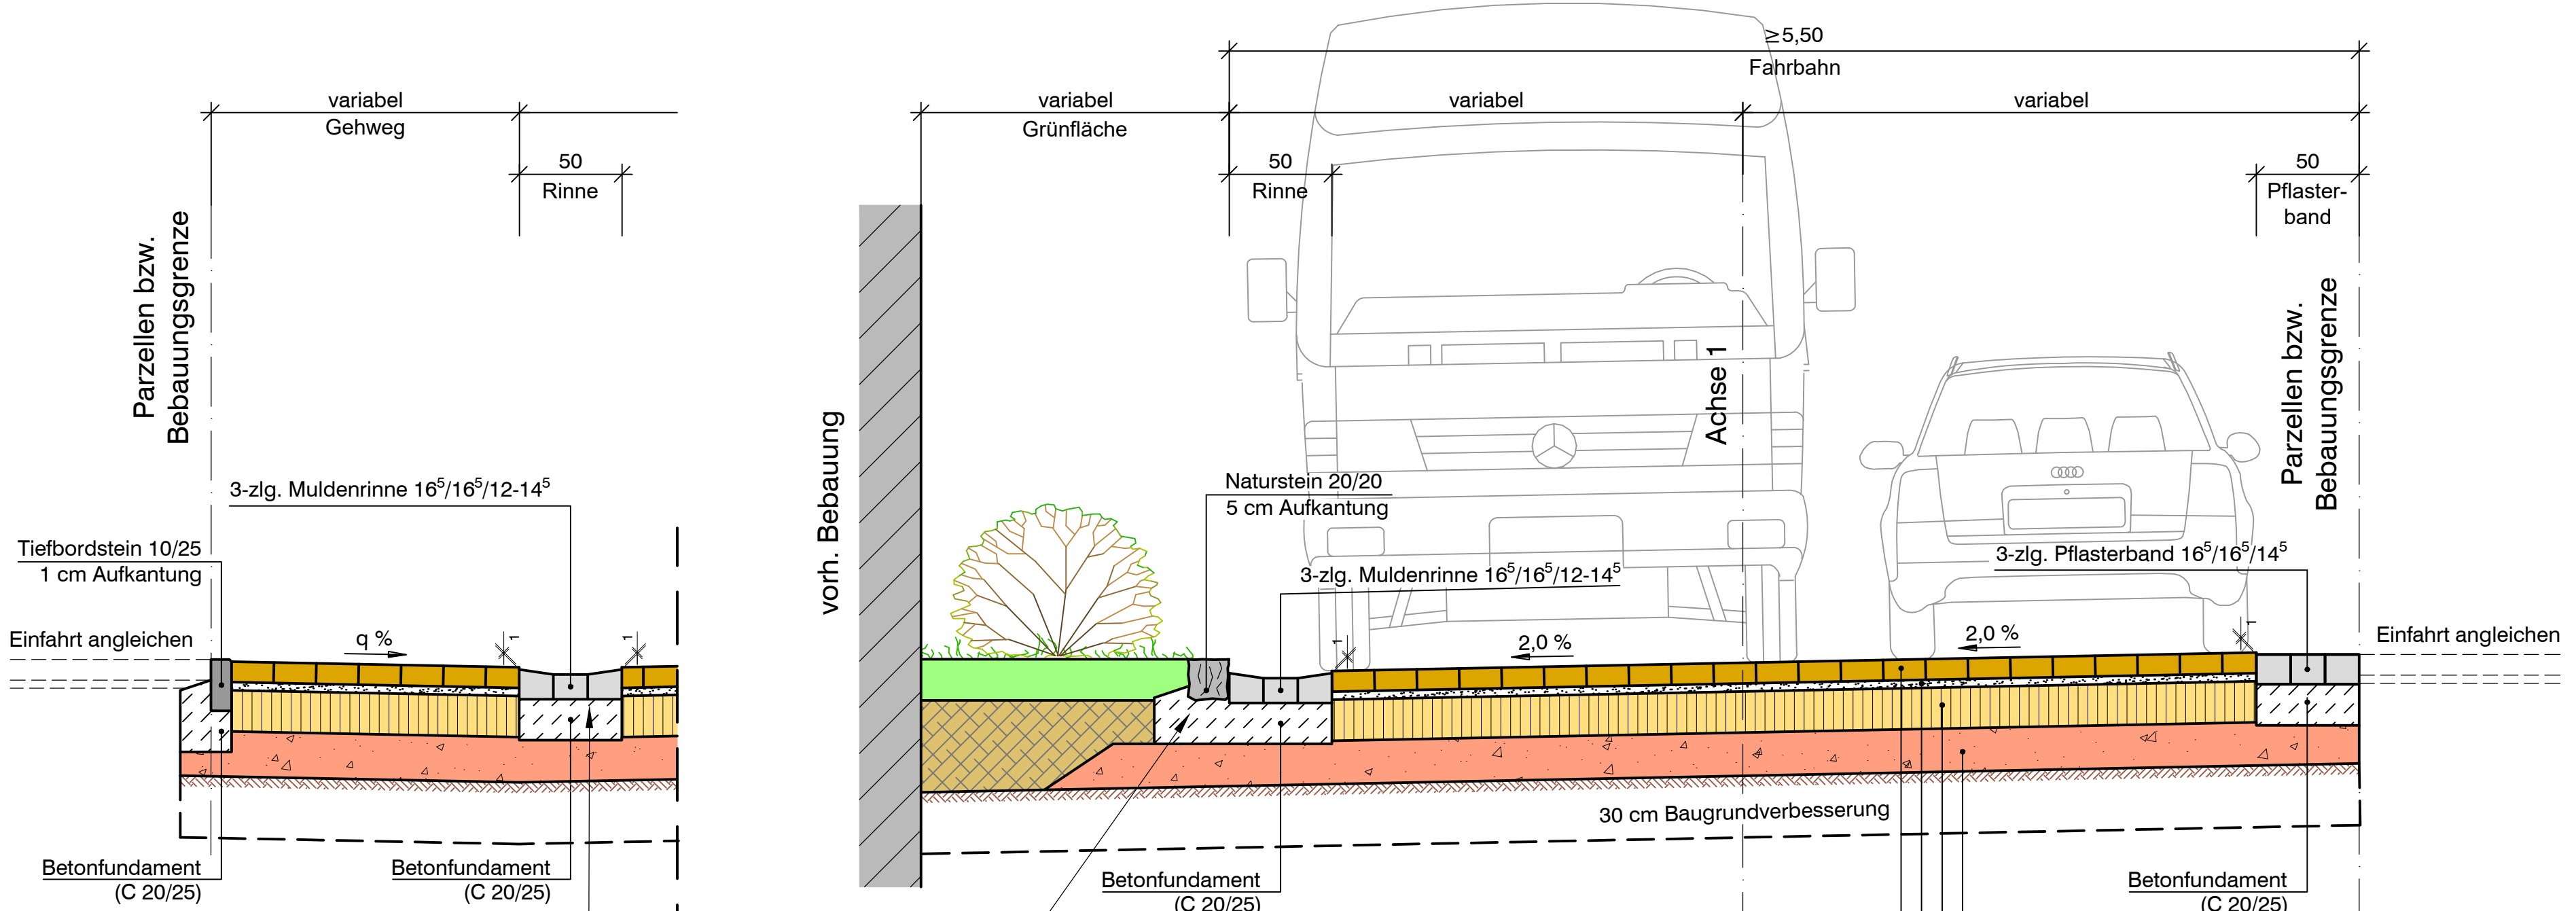 ≥5,50
Fahrbahn
variabel
Gehweg
variabel
Grünfläche
variabel
variabel
50
Rinne
50
Rinne
50
Pflaster-
band
Parzellen bzw.
Bebauungsgrenze
vorh. Bebauung
Achse 1
Parzellen bzw.
Bebauungsgrenze
3-zlg. Muldenrinne 16⁵/16⁵/12-14⁵
Naturstein 20/20
5 cm Aufkantung
Tiefbordstein 10/25
1 cm Aufkantung
3-zlg. Muldenrinne 16⁵/16⁵/12-14⁵
3-zlg. Pflasterband 16⁵/16⁵/14⁵
Einfahrt angleichen
q %
1
1
1
2,0 %
2,0 %
1
Einfahrt angleichen
30 cm Baugrundverbesserung
Betonfundament
(C 20/25)
Betonfundament
(C 20/25)
Betonfundament
(C 20/25)
Betonfundament
(C 20/25)